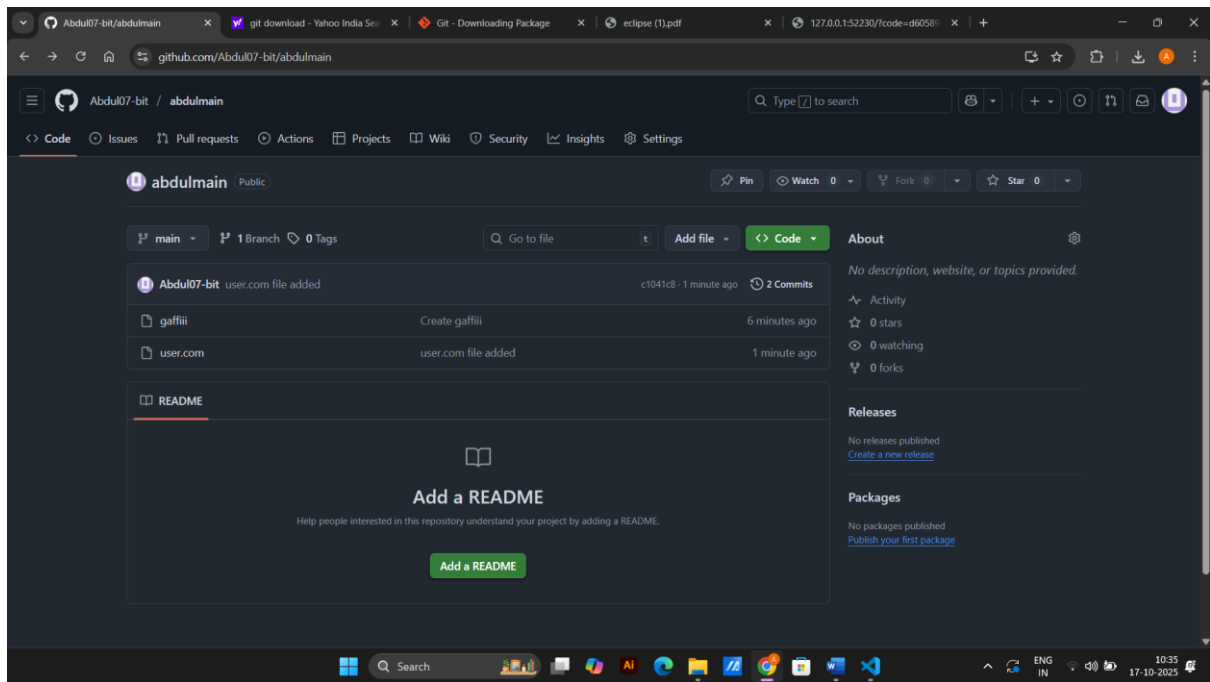 Abdul07-bit/abdulmain
git download - Yahoo India Sea
Git - Downloading Package
eclipse (1).pdf
127.0.0.1:52230/?code=d60589
github.com/Abdul07-bit/abdulmain
A
Abdul07-bit / abdulmain
Type / to search
Code Issues Pull requests Actions Projects Wiki Security Insights Settings
abdulmain Public
Pin Watch 0 Fork 0 Star 0
main 1 Branch 0 Tags
Go to file t
Add file
Code
Abdul07-bit user.com file added c1041c8 · 1 minute ago 2 Commits
gaffiii Create gaffiii 6 minutes ago
user.com user.com file added 1 minute ago
README
Add a README
Help people interested in this repository understand your project by adding a README.
Add a README
About
No description, website, or topics provided.
Activity
0 stars
0 watching
0 forks
Releases
No releases published
Create a new release
Packages
No packages published
Publish your first package
Search
Ai
ENG
IN
10:35
17-10-2025